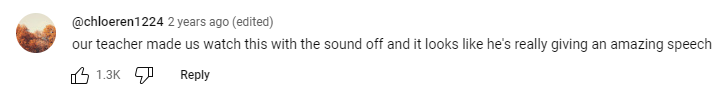 @chloeren1224 2 years ago (edited)
our teacher made us watch this with the sound off and it looks like he's really giving an amazing speech
1.3K Reply